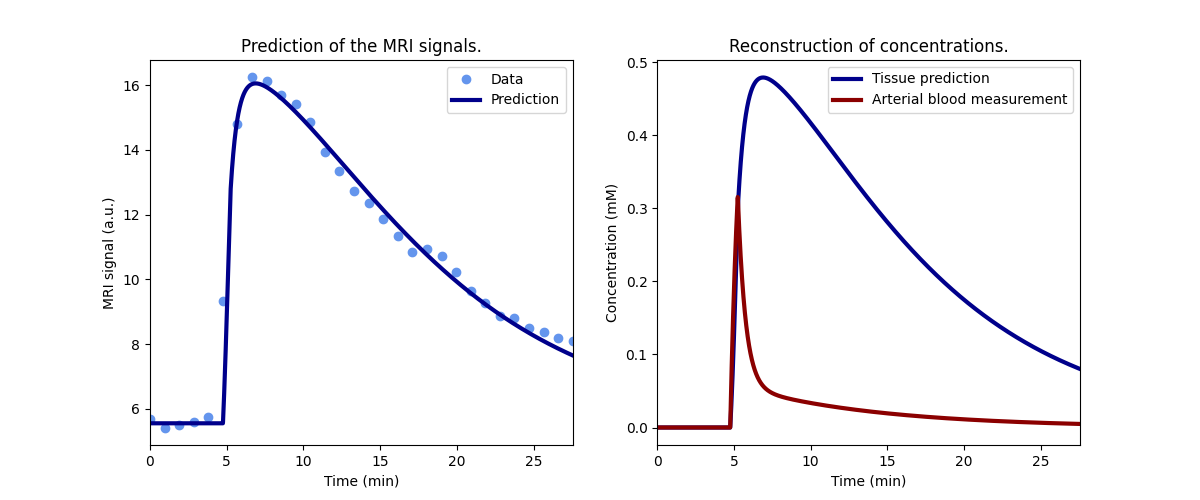 Prediction of the MRI signals.
MRI signal (a.u.)
16
14
12
10
8
6
0
5
10
15
20
25
Time (min)
Data
Prediction
Reconstruction of concentrations.
Concentration (mM)
0.5
0.4
0.3
0.2
0.1
0.0
0
5
10
15
20
25
Time (min)
Tissue prediction
Arterial blood measurement